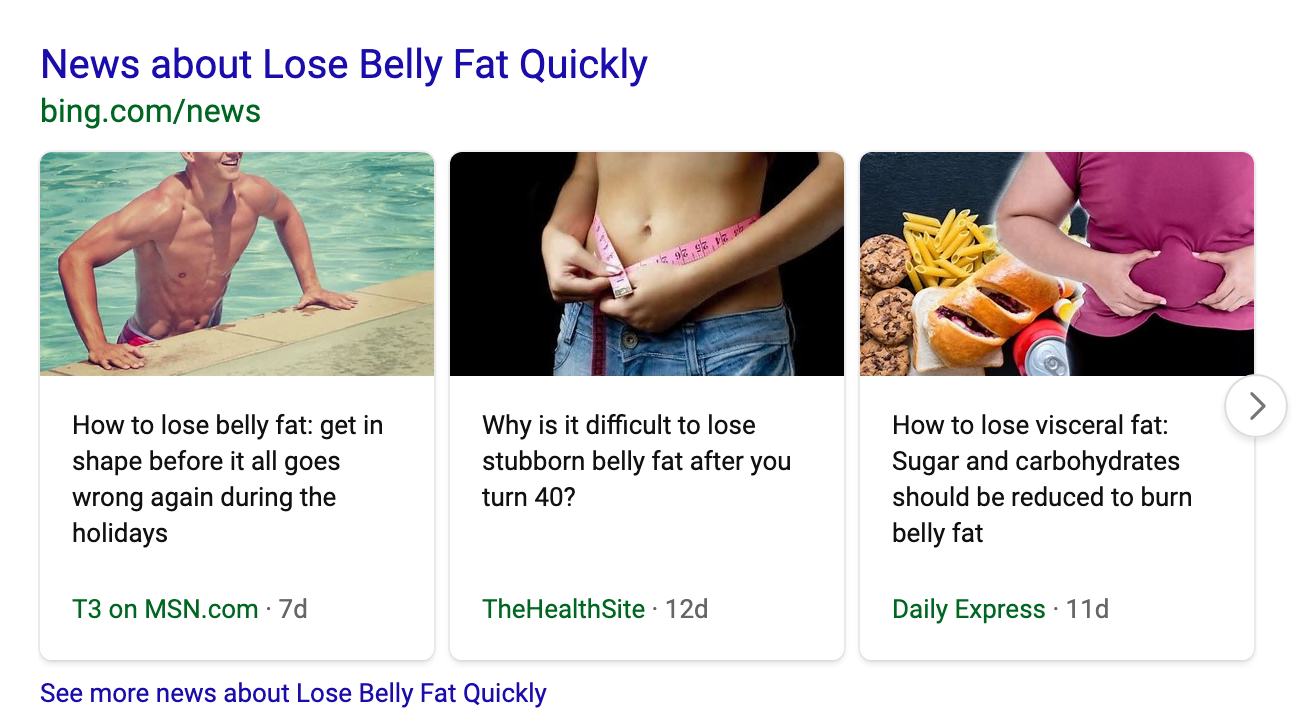 News about Lose Belly Fat Quickly
bing.com/news
How to lose belly fat: get in
shape before it all goes
wrong again during the
holidays
T3 on MSN.com · 7d
Why is it difficult to lose
stubborn belly fat after you
turn 40?
TheHealthSite · 12d
How to lose visceral fat:
Sugar and carbohydrates
should be reduced to burn
belly fat
Daily Express · 11d
See more news about Lose Belly Fat Quickly